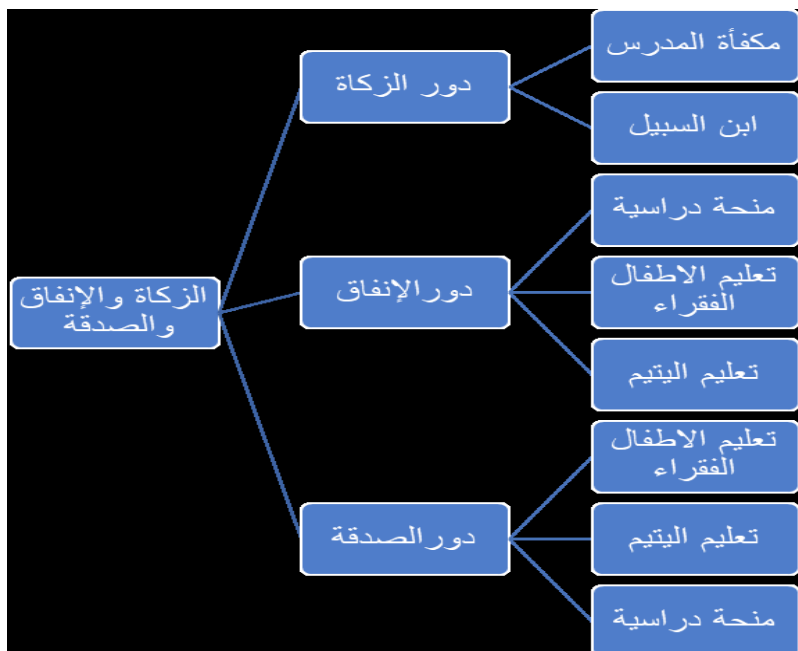 الزكاة والإنفاق
والصدقة
دور الزكاة
مكفأة المدرس
ابن السبيل
دورالإنفاق
منحة دراسية
تعليم الاطفال
الفقراء
تعليم اليتيم
دورالصدقة
تعليم الاطفال
الفقراء
تعليم اليتيم
منحة دراسية